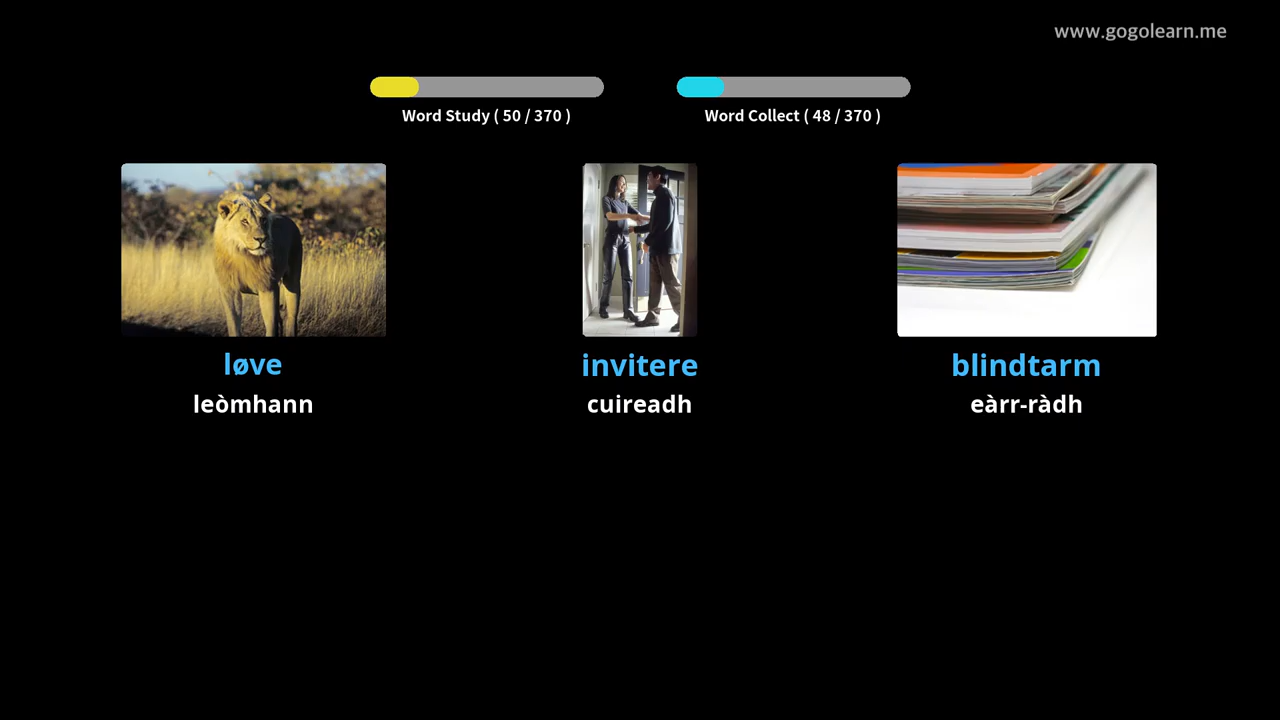 www.gogolearn.me
Word Study ( 50 / 370 )
Word Collect ( 48 / 370 )
løve
leòmhann
invitere
cuireadh
blindtarm
eàrr-ràdh